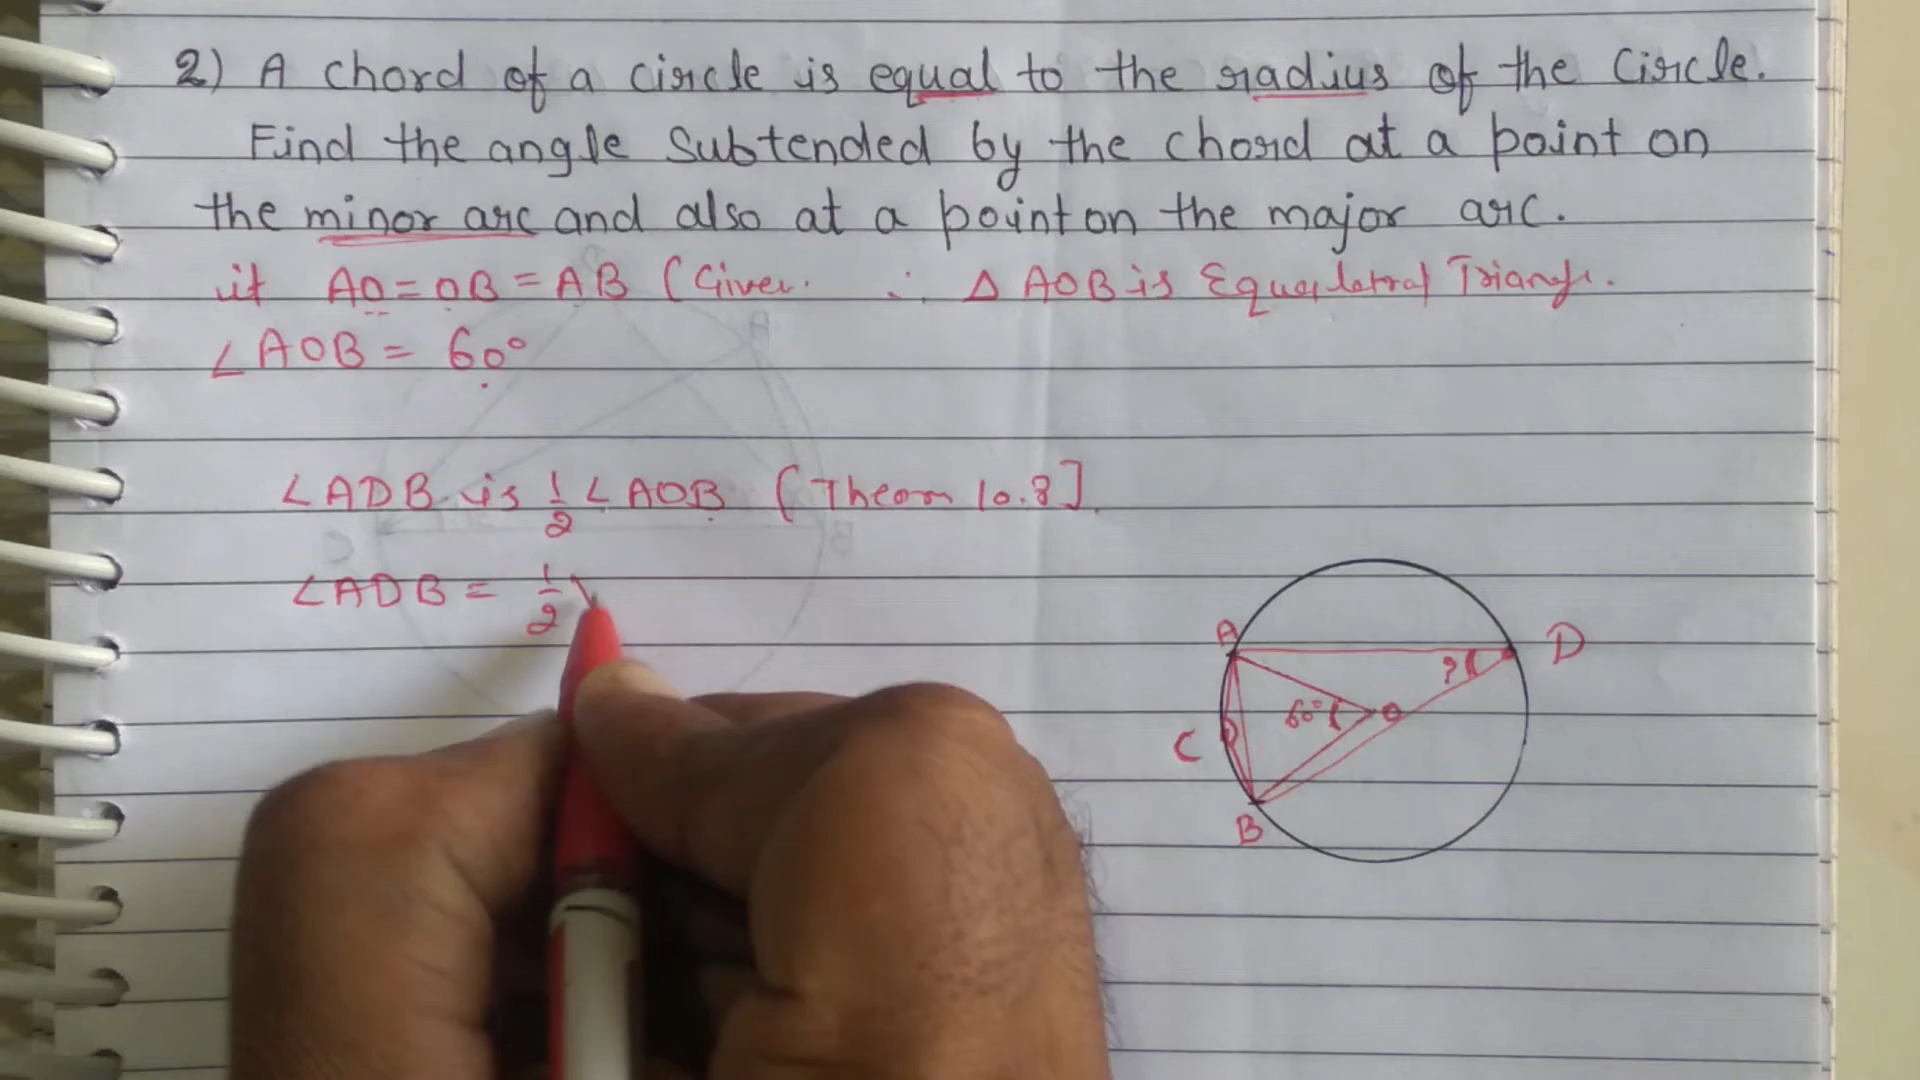 2) A chord of a circle is equal to the radius of the Circle.
Find the angle Subtended by the chord at a point on
the minor arc and also at a point on the major arc.
AO = OB = AB (Given. ∴ Δ AOB is
∠AOB = 60°
∠ADB is 1/2 ∠AOB (Theom 10.8]
∠ADB = 1/2
A
D
?
60°
O
C
B